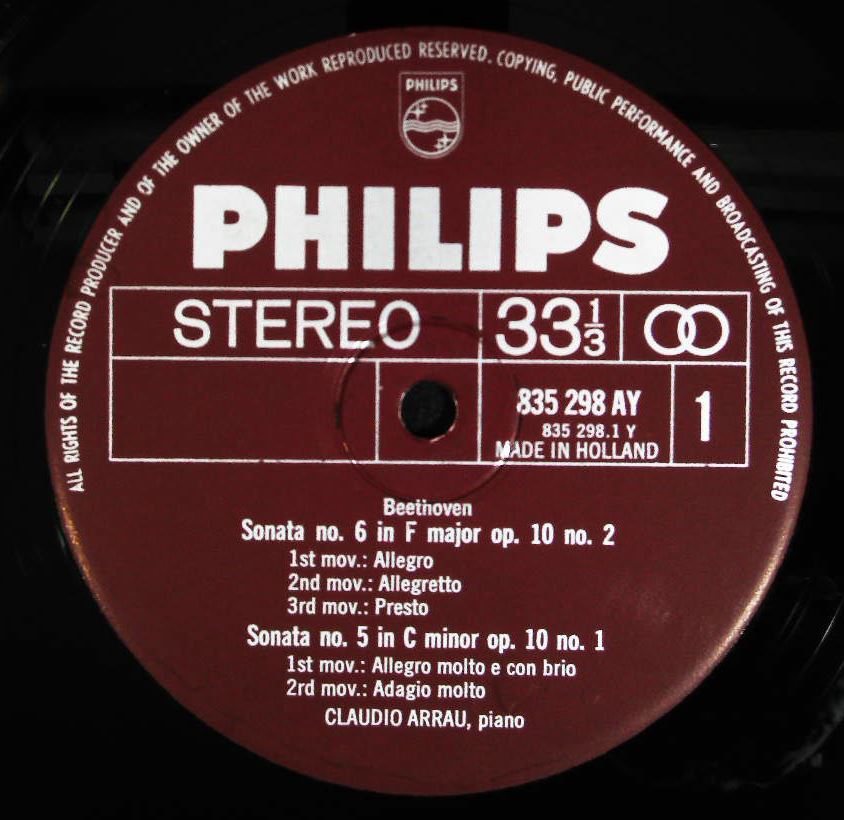 ALL RIGHTS OF THE RECORD PRODUCER AND OF THE OWNER OF THE WORK REPRODUCED RESERVED. COPYING, PUBLIC PERFORMANCE AND BROADCASTING OF THIS RECORD PROHIBITED
PHILIPS
PHILIPS
STEREO 33 1/3
835 298 AY 1
835 298.1 Y
MADE IN HOLLAND
Beethoven
Sonata no. 6 in F major op. 10 no. 2
1st mov.: Allegro
2nd mov.: Allegretto
3rd mov.: Presto
Sonata no. 5 in C minor op. 10 no. 1
1st mov.: Allegro molto e con brio
2rd mov.: Adagio molto
CLAUDIO ARRAU, piano